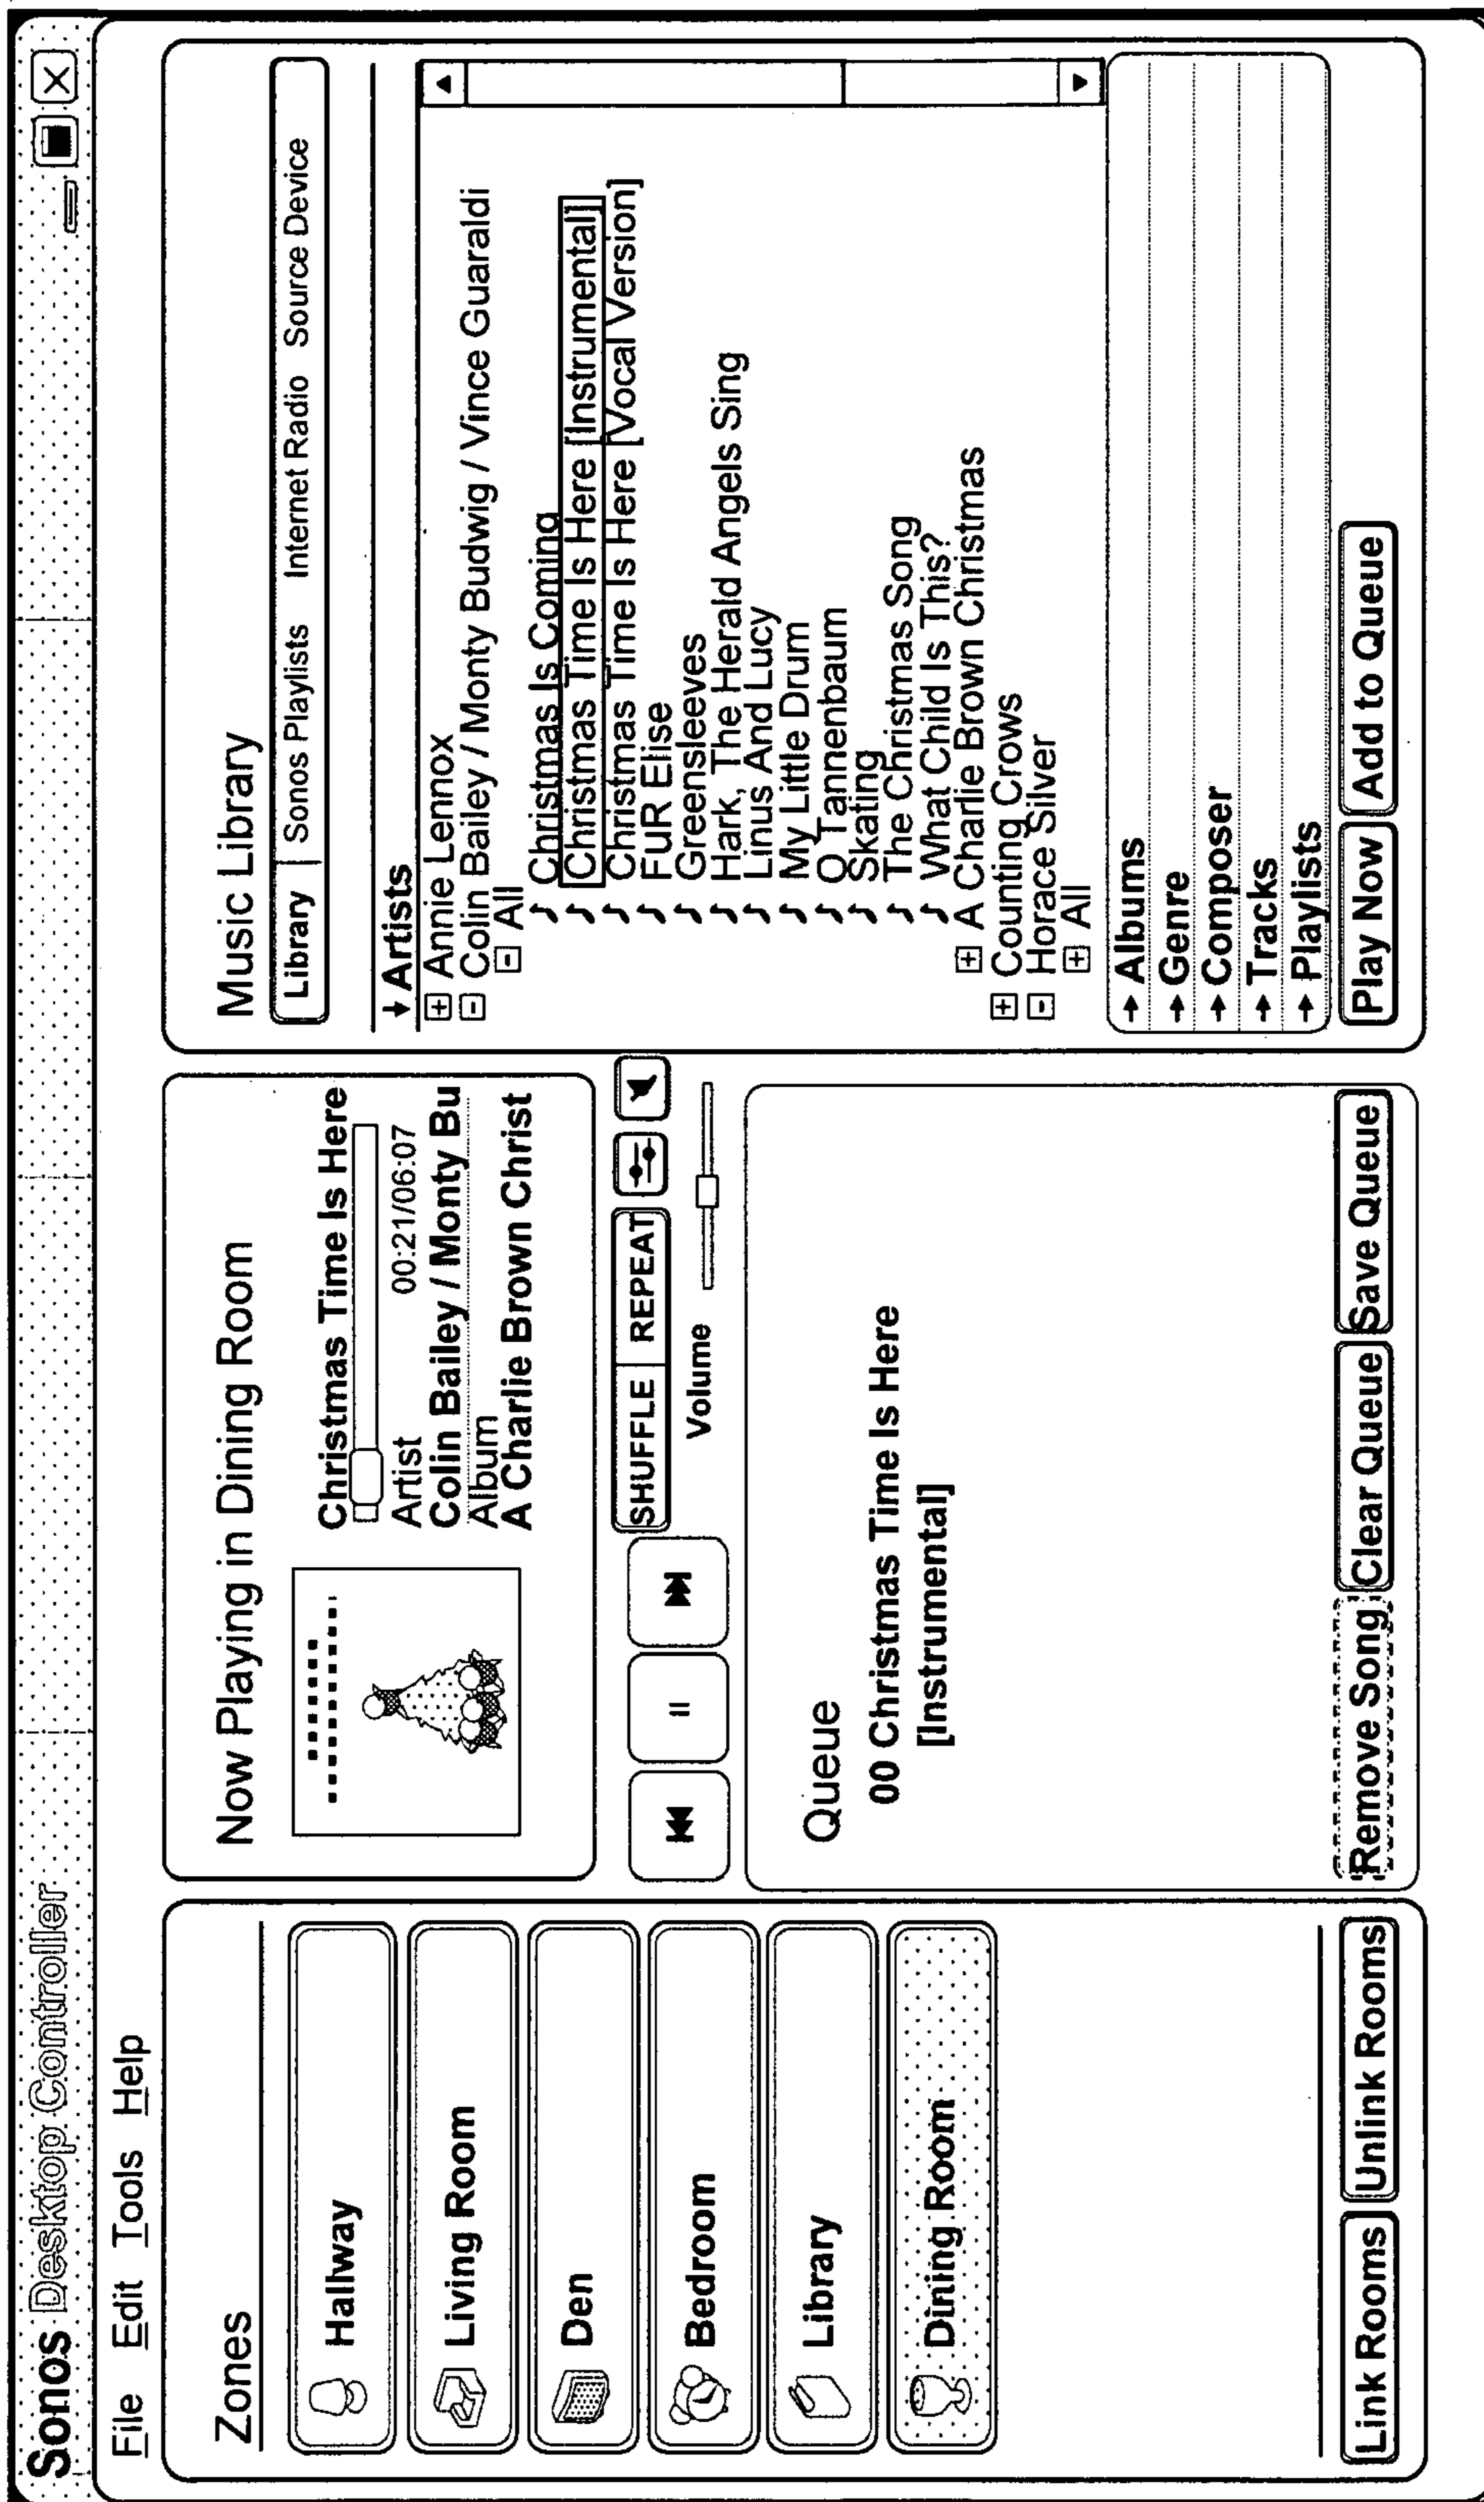 Sonos Desktop Controller
File Edit Tools Help
Zones
Hallway
Living Room
Den
Bedroom
Library
Dining Room
Link Rooms Unlink Rooms
Now Playing in Dining Room
Christmas Time Is Here
00:21/06:07
Artist
Colin Bailey / Monty Bu
Album
A Charlie Brown Christ
SHUFFLE REPEAT
Volume
Queue
00 Christmas Time Is Here
[Instrumental]
Remove Song Clear Queue Save Queue
Music Library
Library Sonos Playlists Internet Radio Source Device
Artists
Annie Lennox
Colin Bailey / Monty Budwig / Vince Guaraldi
All
Christmas Is Coming
Christmas Time Is Here [Instrumental]
Christmas Time Is Here [Vocal Version]
FuR Elise
Greensleeves
Hark, The Herald Angels Sing
Linus And Lucy
My Little Drum
O Tannenbaum
Skating
The Christmas Song
What Child Is This?
A Charlie Brown Christmas
Counting Crows
Horace Silver
All
Albums
Genre
Composer
Tracks
Playlists
Play Now Add to Queue